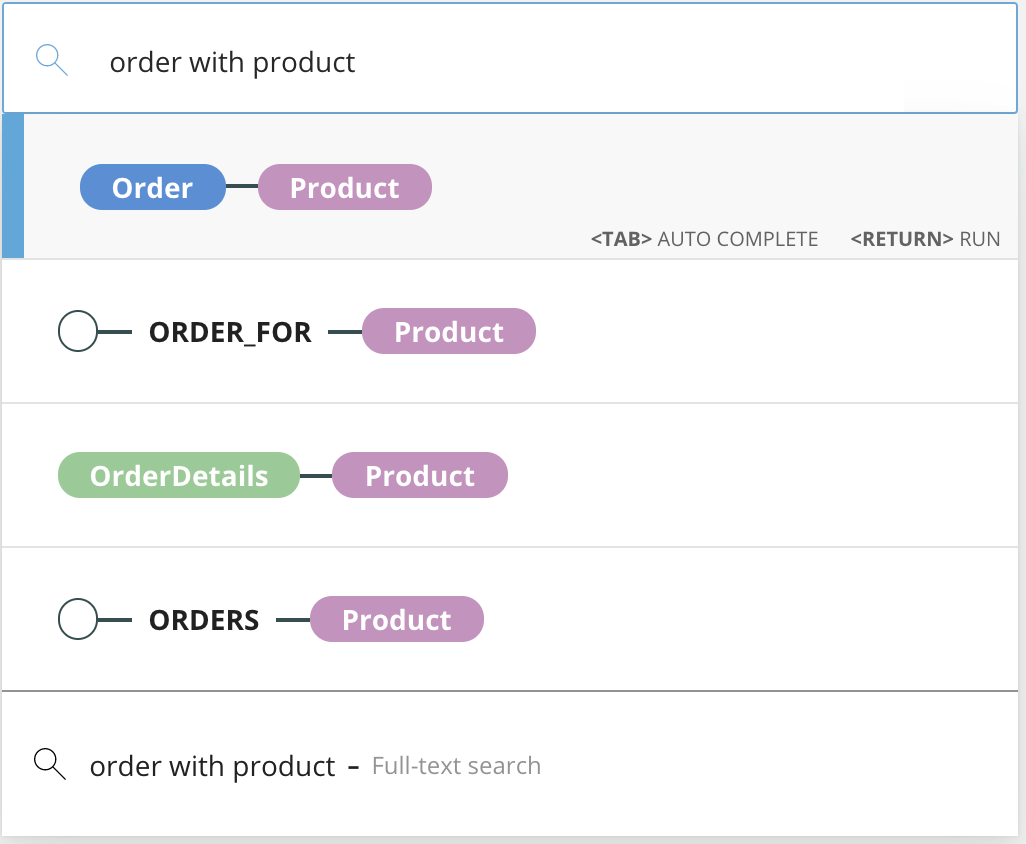 order with product
Order Product
<TAB> AUTO COMPLETE <RETURN> RUN
ORDER_FOR Product
OrderDetails Product
ORDERS Product
order with product – Full-text search